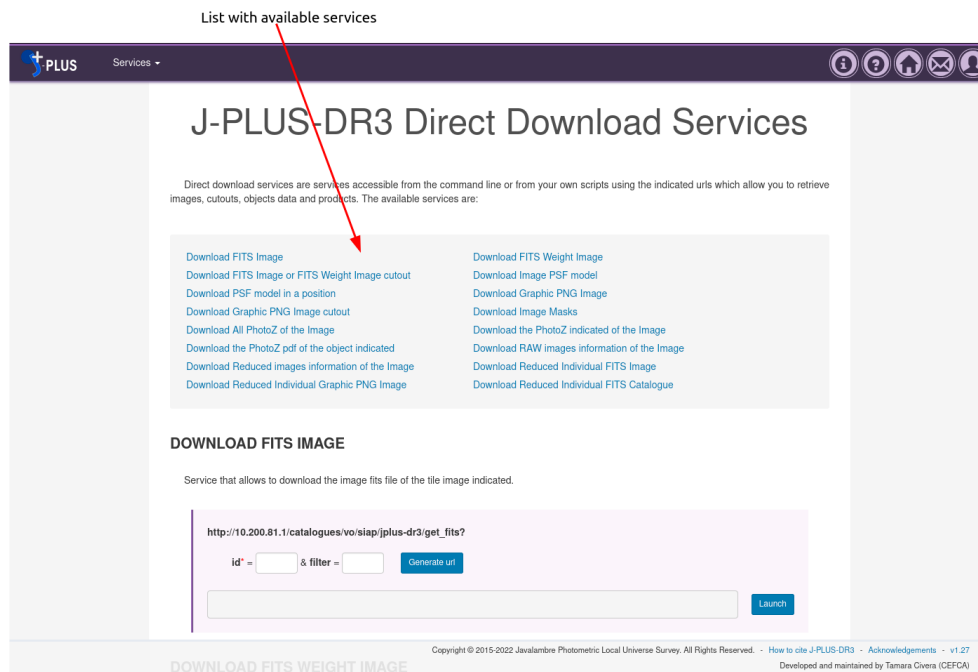 List with available services
J-PLUS
Services
J-PLUS-DR3 Direct Download Services
Direct download services are services accessible from the command line or from your own scripts using the indicated urls which allow you to retrieve
images, cutouts, objects data and products. The available services are:
Download FITS Image
Download FITS Weight Image
Download FITS Image or FITS Weight Image cutout
Download Image PSF model
Download PSF model in a position
Download Graphic PNG Image
Download Graphic PNG Image cutout
Download Image Masks
Download All PhotoZ of the Image
Download the PhotoZ indicated of the Image
Download the PhotoZ pdf of the object indicated
Download RAW images information of the Image
Download Reduced images information of the Image
Download Reduced Individual FITS Image
Download Reduced Individual Graphic PNG Image
Download Reduced Individual FITS Catalogue
DOWNLOAD FITS IMAGE
Service that allows to download the image fits file of the tile image indicated.
http://10.200.81.1/catalogues/vo/siap/jplus-dr3/get_fits?
id* = & filter = Generate url
Launch
Copyright © 2015-2022 Javalambre Photometric Local Universe Survey. All Rights Reserved. - How to cite J-PLUS-DR3 - Acknowledgements - v1.27
DOWNLOAD FITS WEIGHT IMAGE
Developed and maintained by Tamara Civera (CEFCA)